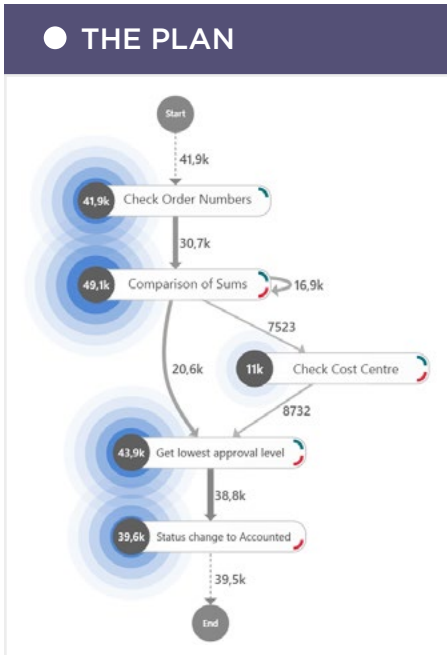 THE PLAN
Start
41,9k
41,9k Check Order Numbers
30,7k
49,1k Comparison of Sums 16,9k
7523
20,6k
11k Check Cost Centre
8732
43,9k Get lowest approval level
38,8k
39,6k Status change to Accounted
39,5k
End